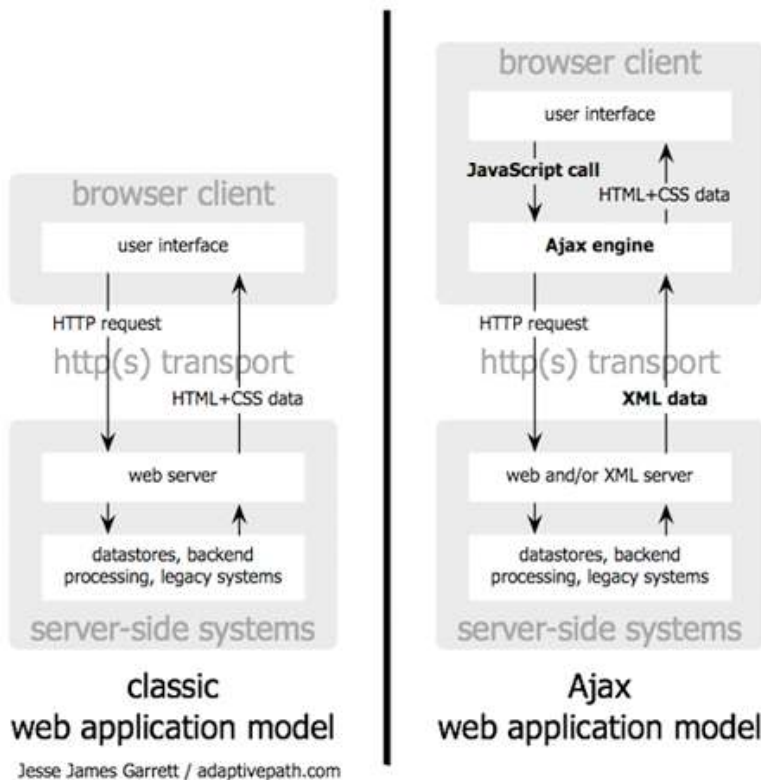 browser client
user interface
HTTP request
http(s) transport
HTML+CSS data
web server
datastores, backend
processing, legacy systems
server-side systems
classic
web application model
Jesse James Garrett / adaptivepath.com
browser client
user interface
JavaScript call
HTML+CSS data
Ajax engine
HTTP request
http(s) transport
XML data
web and/or XML server
datastores, backend
processing, legacy systems
server-side systems
Ajax
web application model